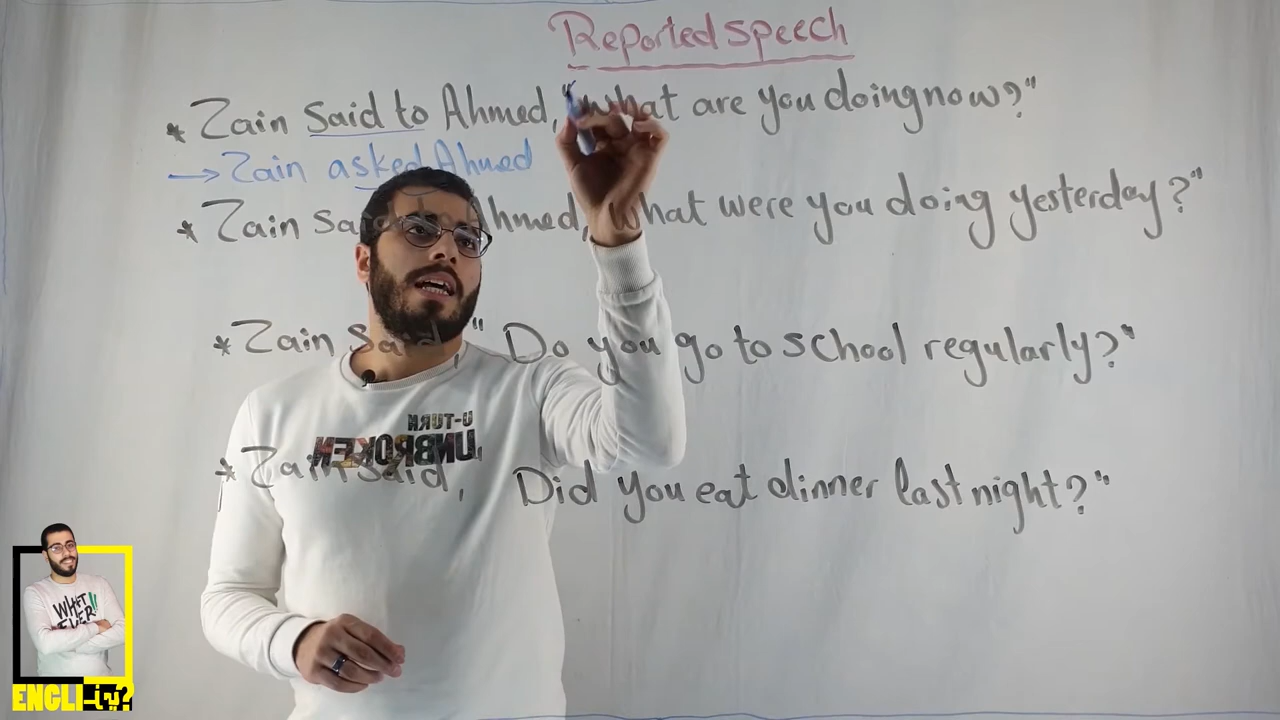 Reported speech
* Zain Said to Ahmed, "what are you doing now?"
→ Zain asked Ahmed
* Zain Said Ahmed, what were you doing yesterday?"
* Zain Said, " Do you go to school regularly?"
* Zain said, Did you eat dinner last night?"
U-TURN
UNBROKEN
WHAT
EVER!!
ENGLI